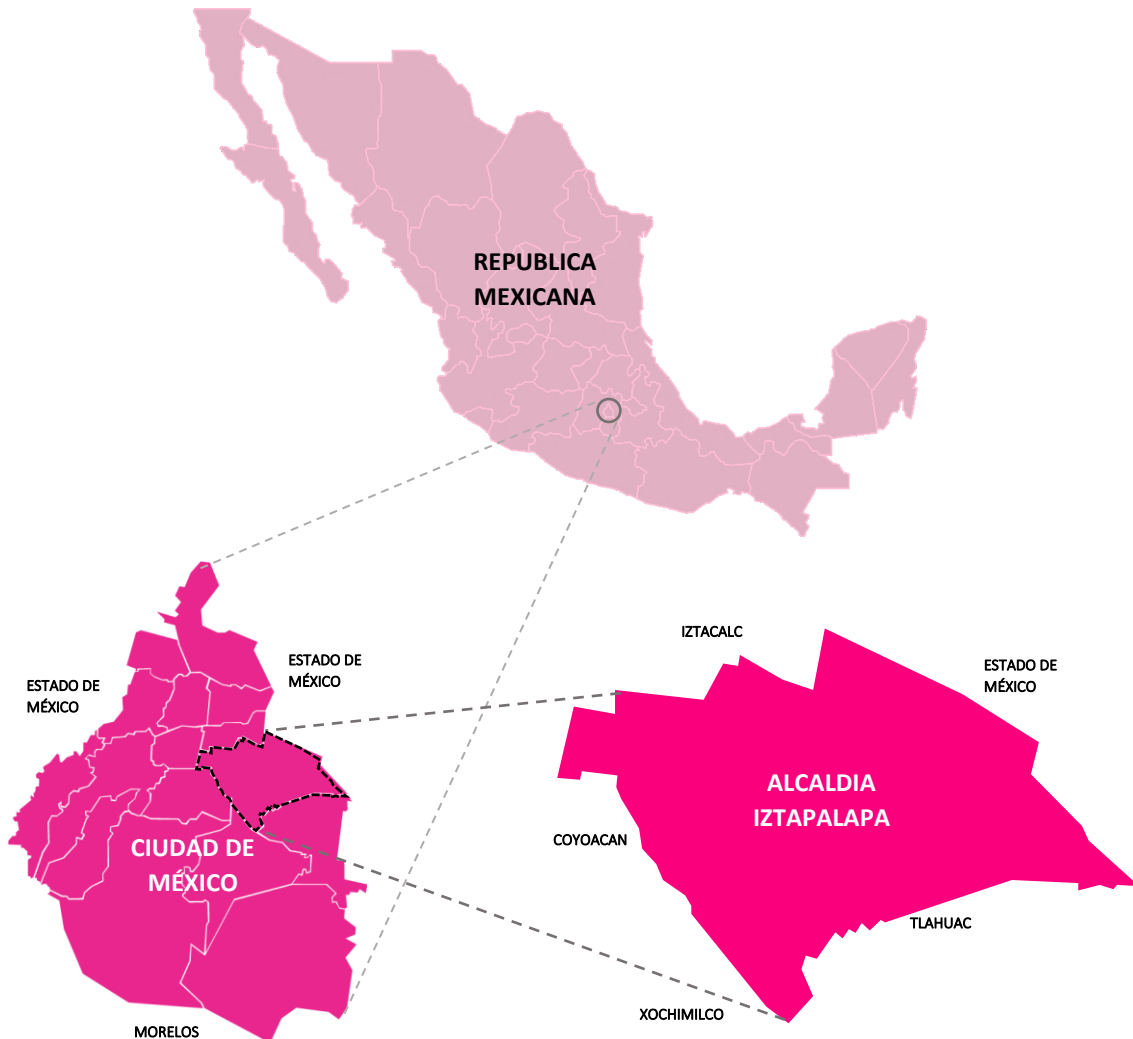 REPUBLICA
MEXICANA
IZTACALC
ESTADO DE
MÉXICO
ESTADO DE
MÉXICO
ESTADO DE
MÉXICO
ALCALDIA
IZTAPALAPA
COYOACAN
CIUDAD DE
MÉXICO
TLAHUAC
XOCHIMILCO
MORELOS